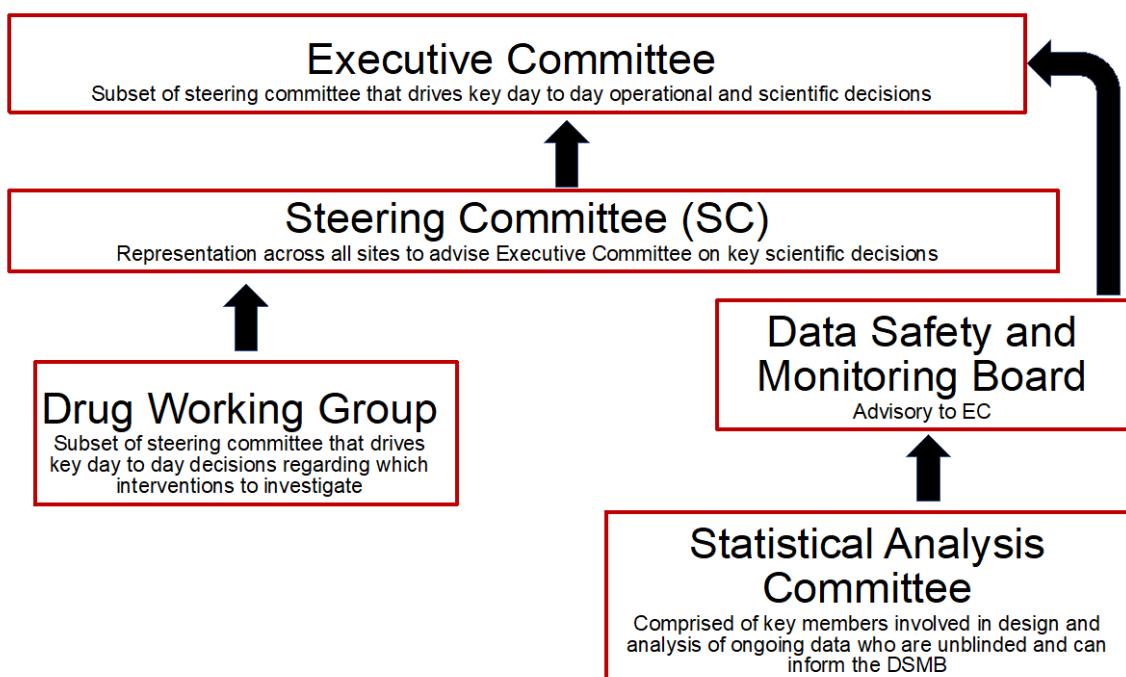 Executive Committee
Subset of steering committee that drives key day to day operational and scientific decisions
Steering Committee (SC)
Representation across all sites to advise Executive Committee on key scientific decisions
Drug Working Group
Subset of steering committee that drives
key day to day decisions regarding which
interventions to investigate
Data Safety and
Monitoring Board
Advisory to EC
Statistical Analysis
Committee
Comprised of key members involved in design and
analysis of ongoing data who are unblinded and can
inform the DSMB